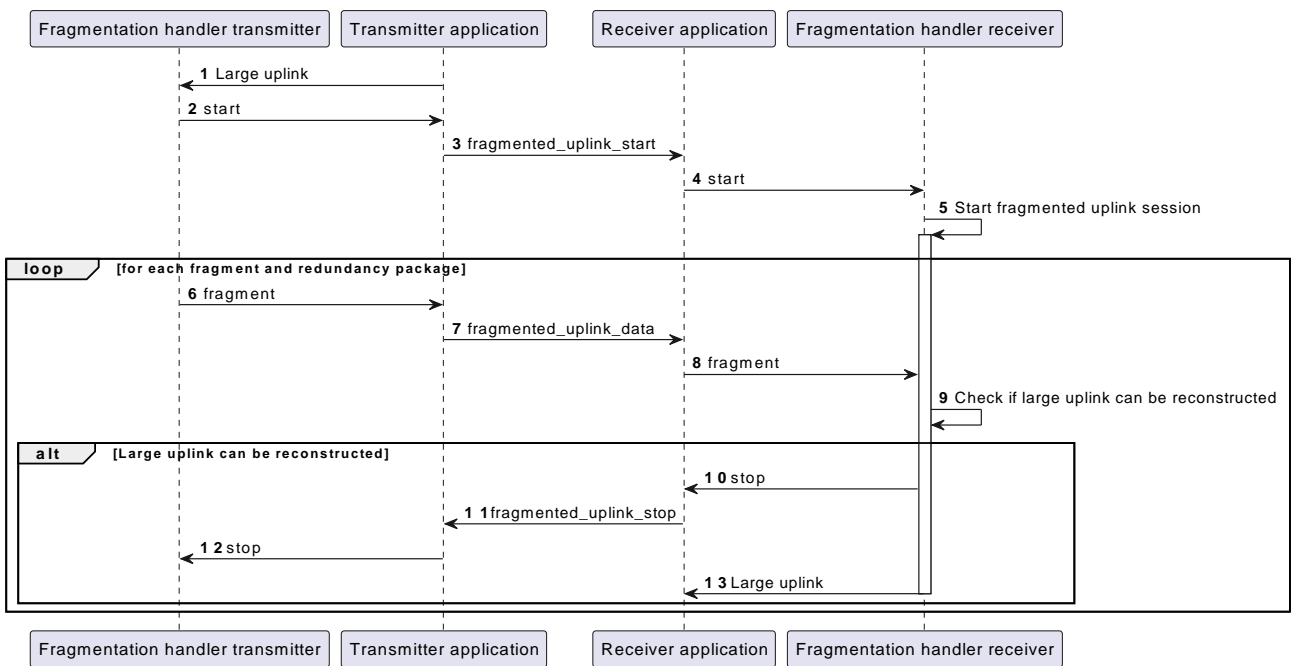 Fragmentation handler transmitter
Transmitter application
Receiver application
Fragmentation handler receiver
1 Large uplink
2 start
3 fragmented_uplink_start
4 start
5 Start fragmented uplink session
loop [for each fragment and redundancy package]
6 fragment
7 fragmented_uplink_data
8 fragment
9 Check if large uplink can be reconstructed
alt [Large uplink can be reconstructed]
10 stop
11 fragmented_uplink_stop
12 stop
13 Large uplink
Fragmentation handler transmitter
Transmitter application
Receiver application
Fragmentation handler receiver